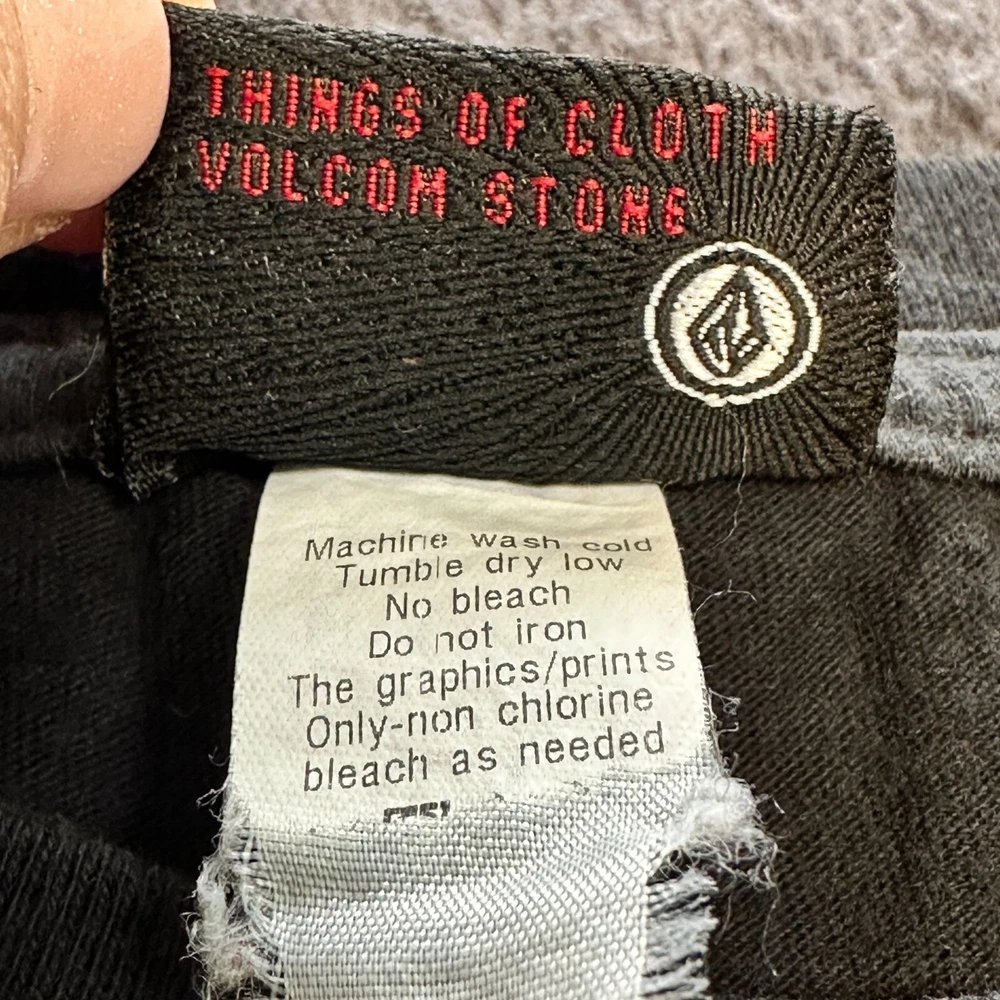 THINGS OF CLOTH
VOLCOM STONE
Machine wash cold
Tumble dry low
No bleach
Do not iron
The graphics/prints
Only-non chlorine
bleach as needed